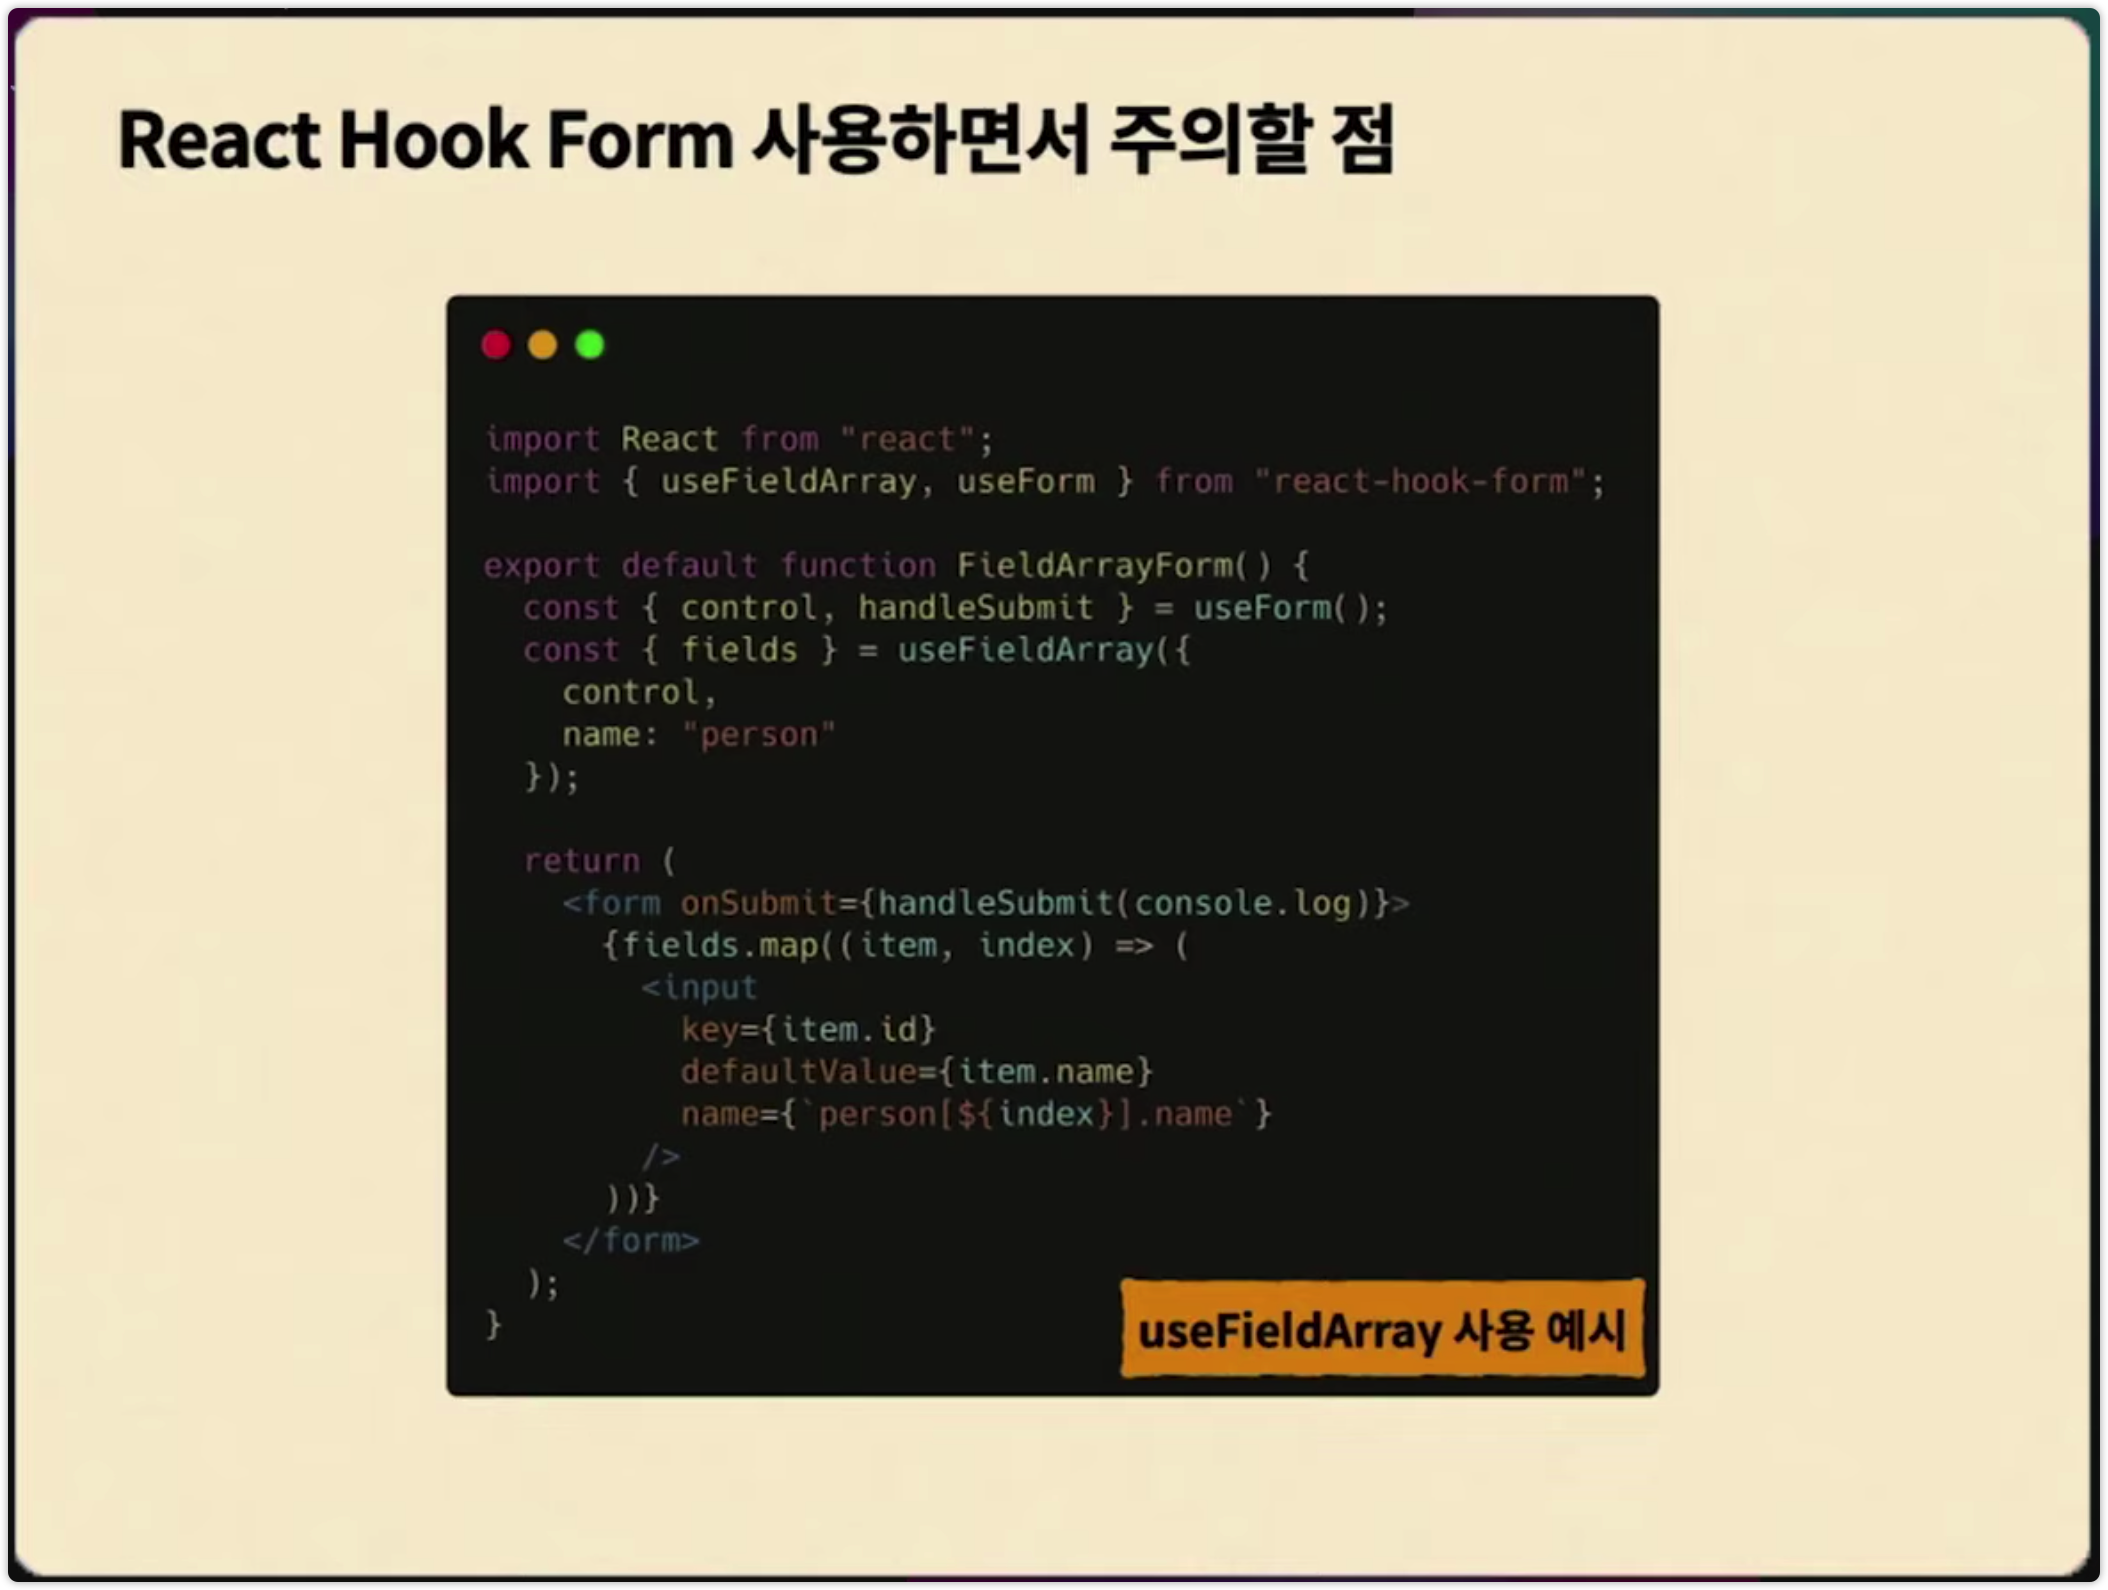 React Hook Form 사용하면서 주의할 점
import React from "react";
import { useFieldArray, useForm } from "react-hook-form";
export default function FieldArrayForm() {
const { control, handleSubmit } = useForm();
const { fields } = useFieldArray({
control,
name: "person"
});
return (
<form onSubmit={handleSubmit(console.log)}>
{fields.map((item, index) => (
<input
key={item.id}
defaultValue={item.name}
name={`person[${index}].name`}
/>
))}
</form>
);
}
useFieldArray 사용 예시